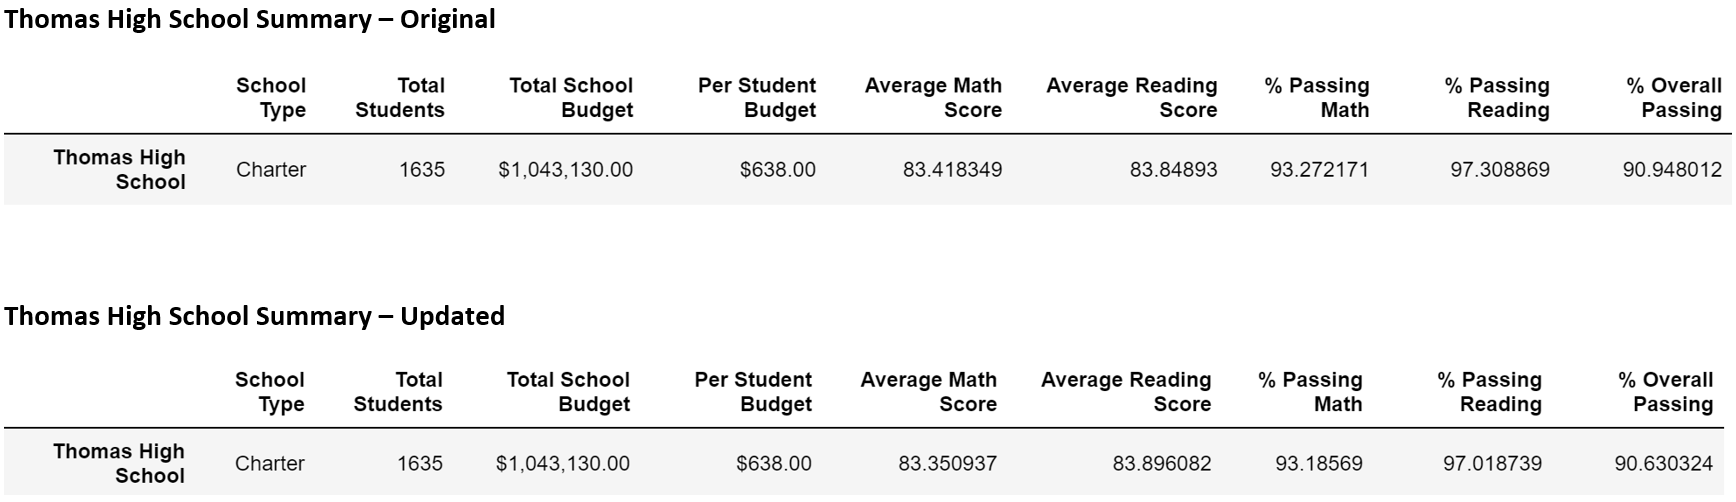 Thomas High School Summary – Original
School Type Total Students Total School Budget Per Student Budget Average Math Score Average Reading Score % Passing Math % Passing Reading % Overall Passing
Thomas High School Charter 1635 $1,043,130.00 $638.00 83.418349 83.84893 93.272171 97.308869 90.948012
Thomas High School Summary – Updated
School Type Total Students Total School Budget Per Student Budget Average Math Score Average Reading Score % Passing Math % Passing Reading % Overall Passing
Thomas High School Charter 1635 $1,043,130.00 $638.00 83.350937 83.896082 93.18569 97.018739 90.630324